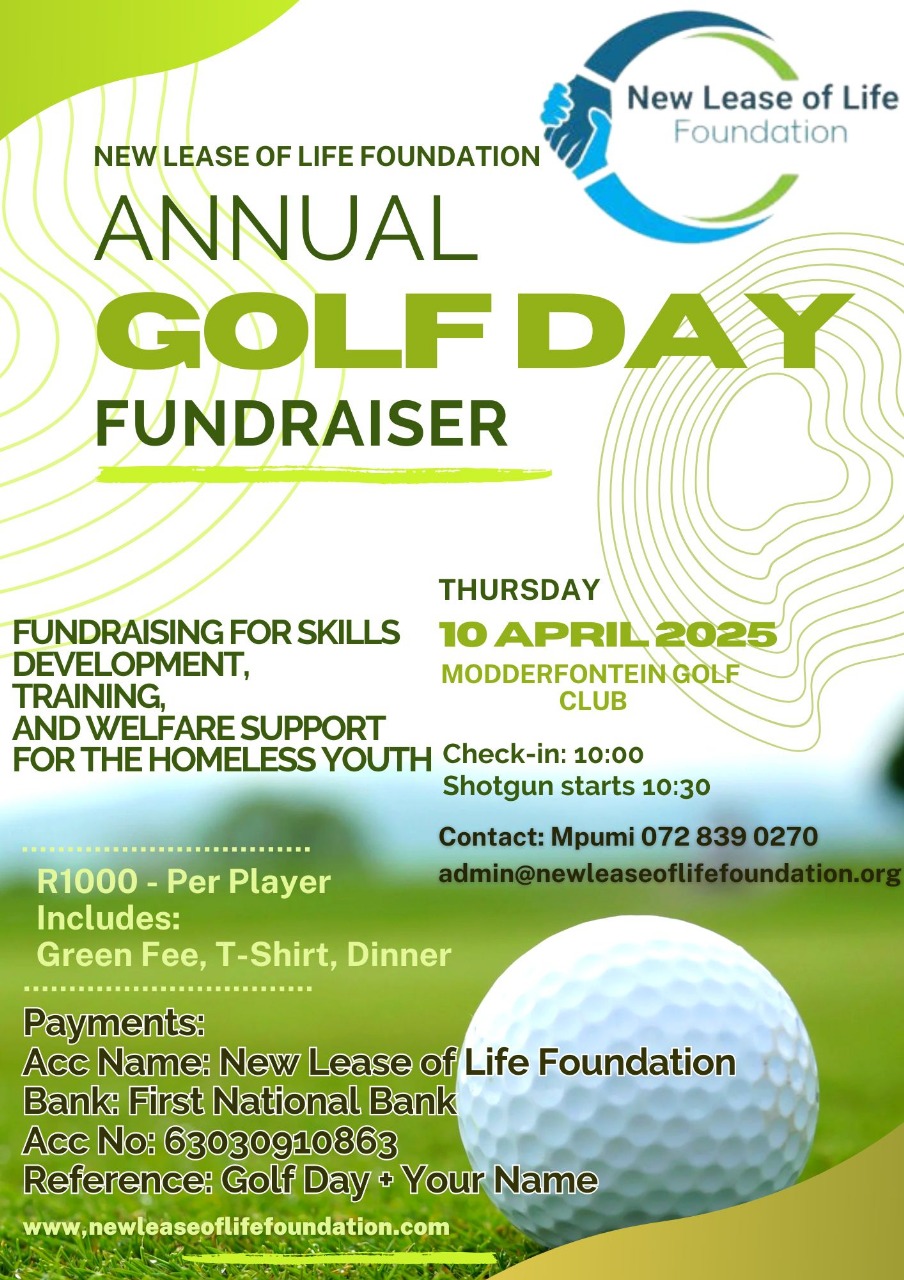 New Lease of Life
Foundation
NEW LEASE OF LIFE FOUNDATION
ANNUAL
GOLF DAY
FUNDRAISER
FUNDRAISING FOR SKILLS
DEVELOPMENT,
TRAINING,
AND WELFARE SUPPORT
FOR THE HOMELESS YOUTH
THURSDAY
10 APRIL 2025
MODDERFONTEIN GOLF
CLUB
Check-in: 10:00
Shotgun starts 10:30
Contact: Mpumi 072 839 0270
admin@newleaseoflifefoundation.org
R1000 - Per Player
Includes:
Green Fee, T-Shirt, Dinner
Payments:
Acc Name: New Lease of Life Foundation
Bank: First National Bank
Acc No: 63030910863
Reference: Golf Day + Your Name
www,newleaseoflifefoundation.com